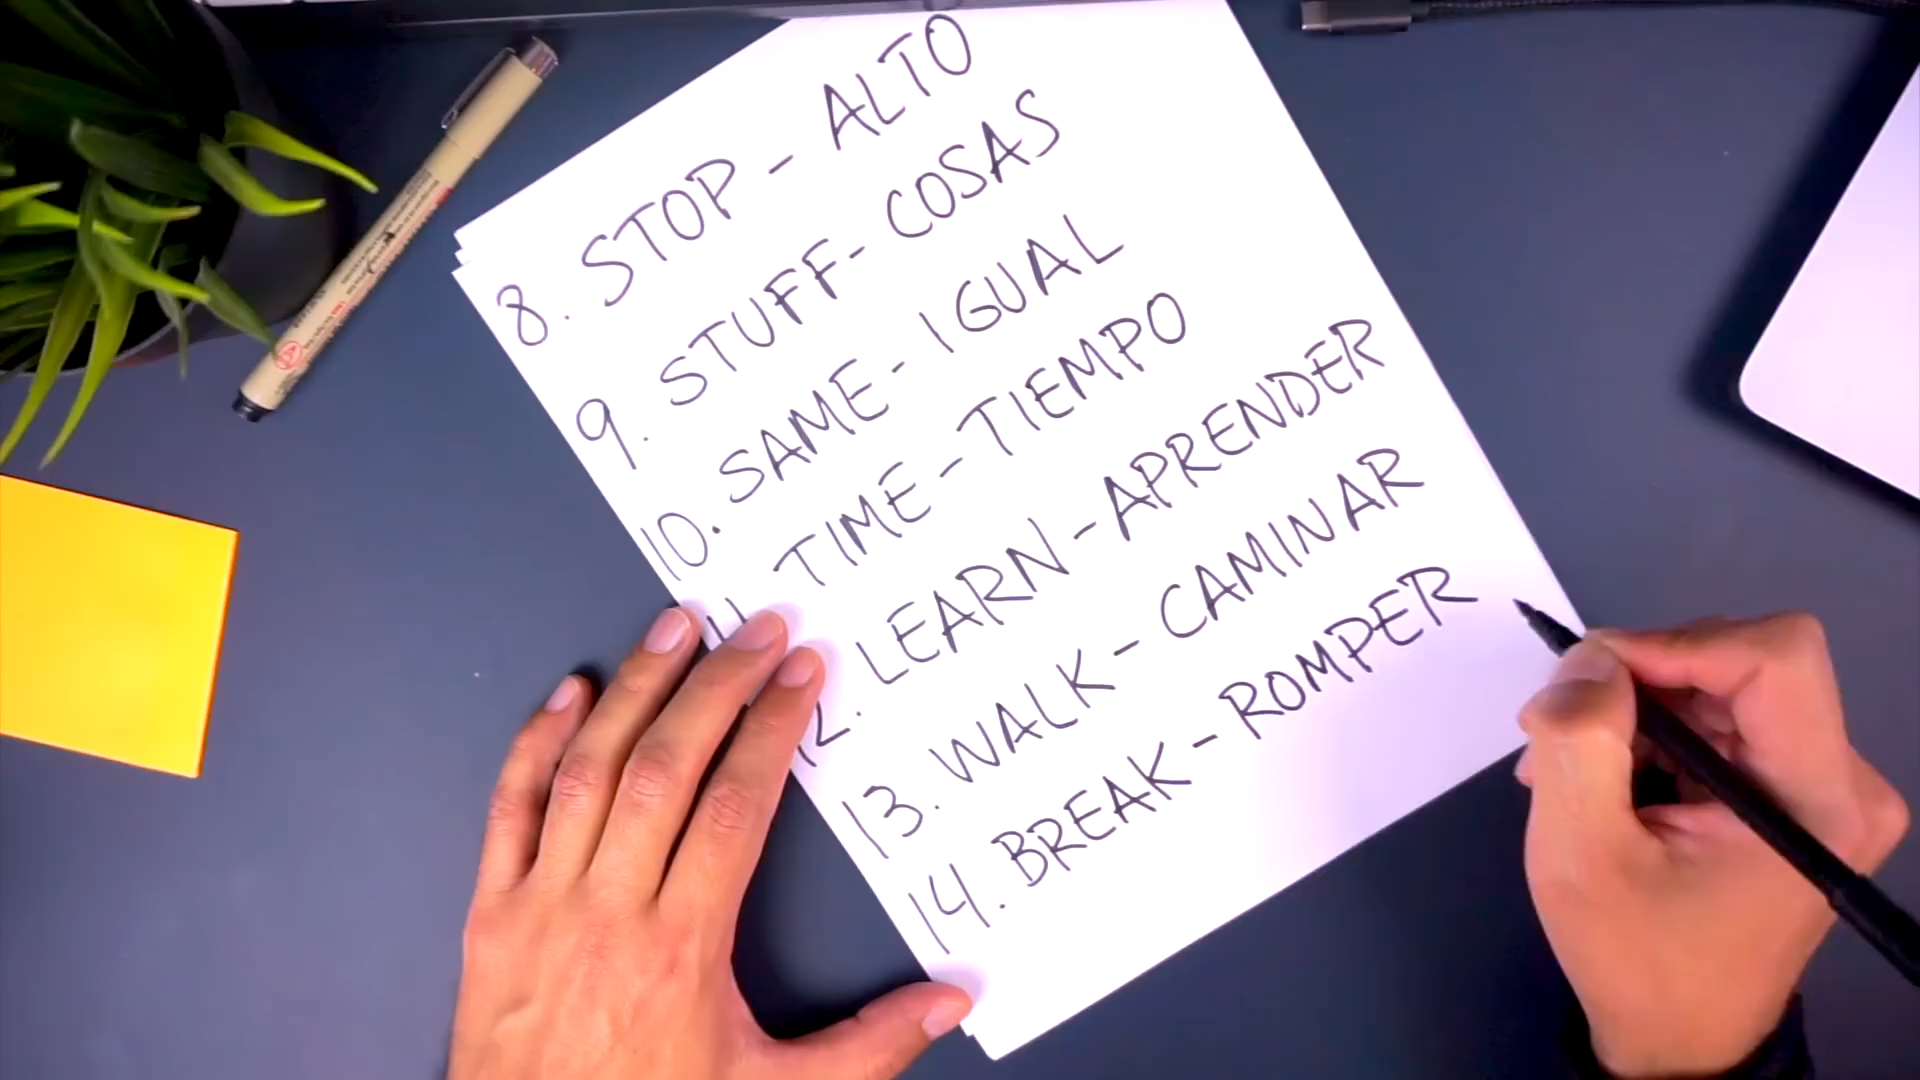 8. STOP - ALTO
9. STUFF - COSAS
10. SAME - IGUAL
TIME - TIEMPO
12. LEARN - APRENDER
13. WALK - CAMINAR
14. BREAK - ROMPER